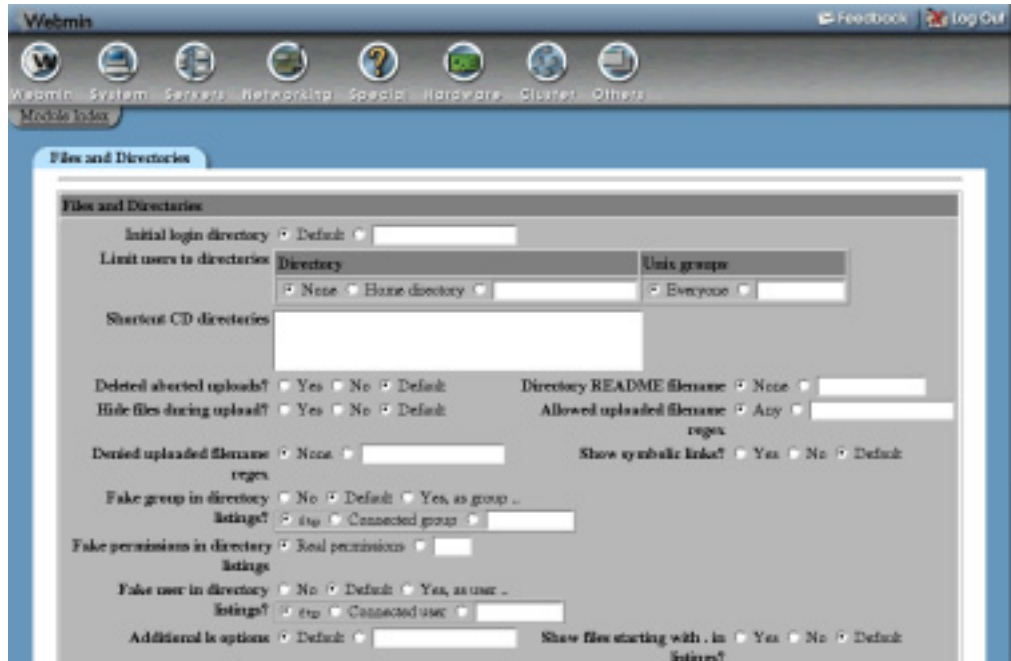 Webmin
Feedback Log Out
Webmin System Servers Networking Special Hardware Cluster Others
Module Index
Files and Directories
Files and Directories
Initial login directory Default
Limit users to directories Directory Unix groups
None Home directory Everyone
Shortcut CD directories
Deleted aborted uploads? Yes No Default Directory README filename None
Hide files during upload? Yes No Default Allowed uploaded filename Any
regex
Denied uploaded filename None Show symbolic links? Yes No Default
regex
Fake group in directory No Default Yes, as group ..
listings? ftp Connected group
Fake permissions in directory Real permissions
listings
Fake user in directory No Default Yes, as user ..
listings? ftp Connected user
Additional ls options Default Show files starting with . in Yes No Default
listings?